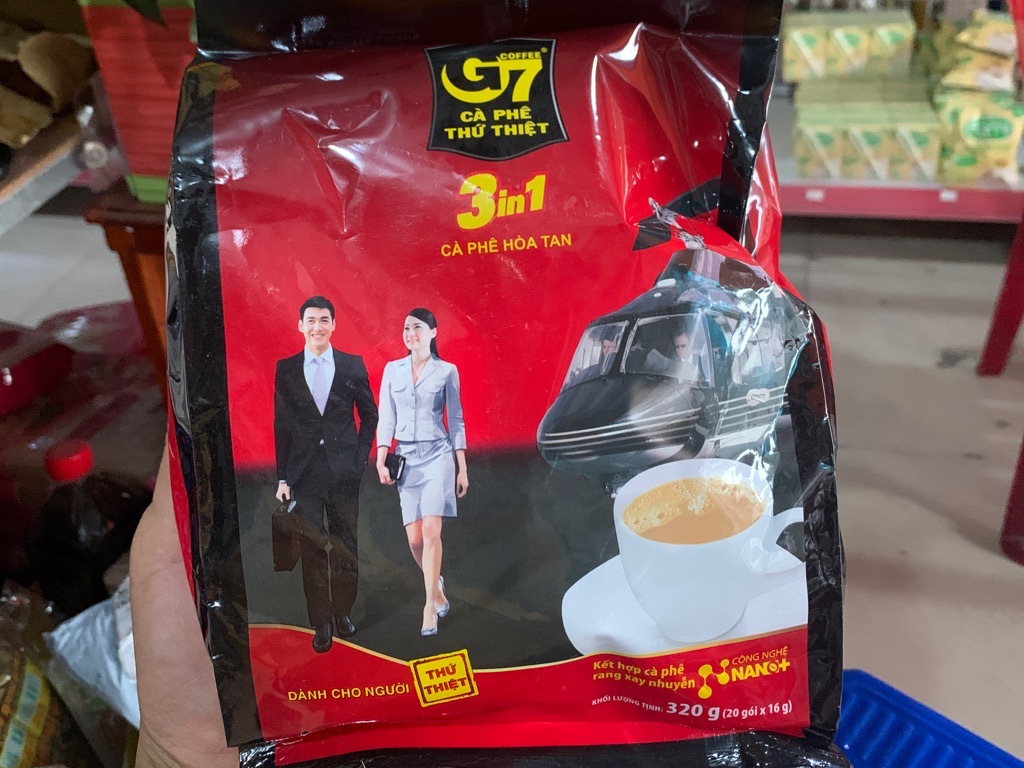 COFFEE
G7
CÀ PHÊ
THỨ THIỆT
3in1
CÀ PHÊ HÒA TAN
DÀNH CHO NGƯỜI
THỨ
THIỆT
Kết hợp cà phê
rang xay nhuyễn
CÔNG NGHỆ
NANO+
KHỐI LƯỢNG TỊNH: 320 g (20 gói x 16 g)